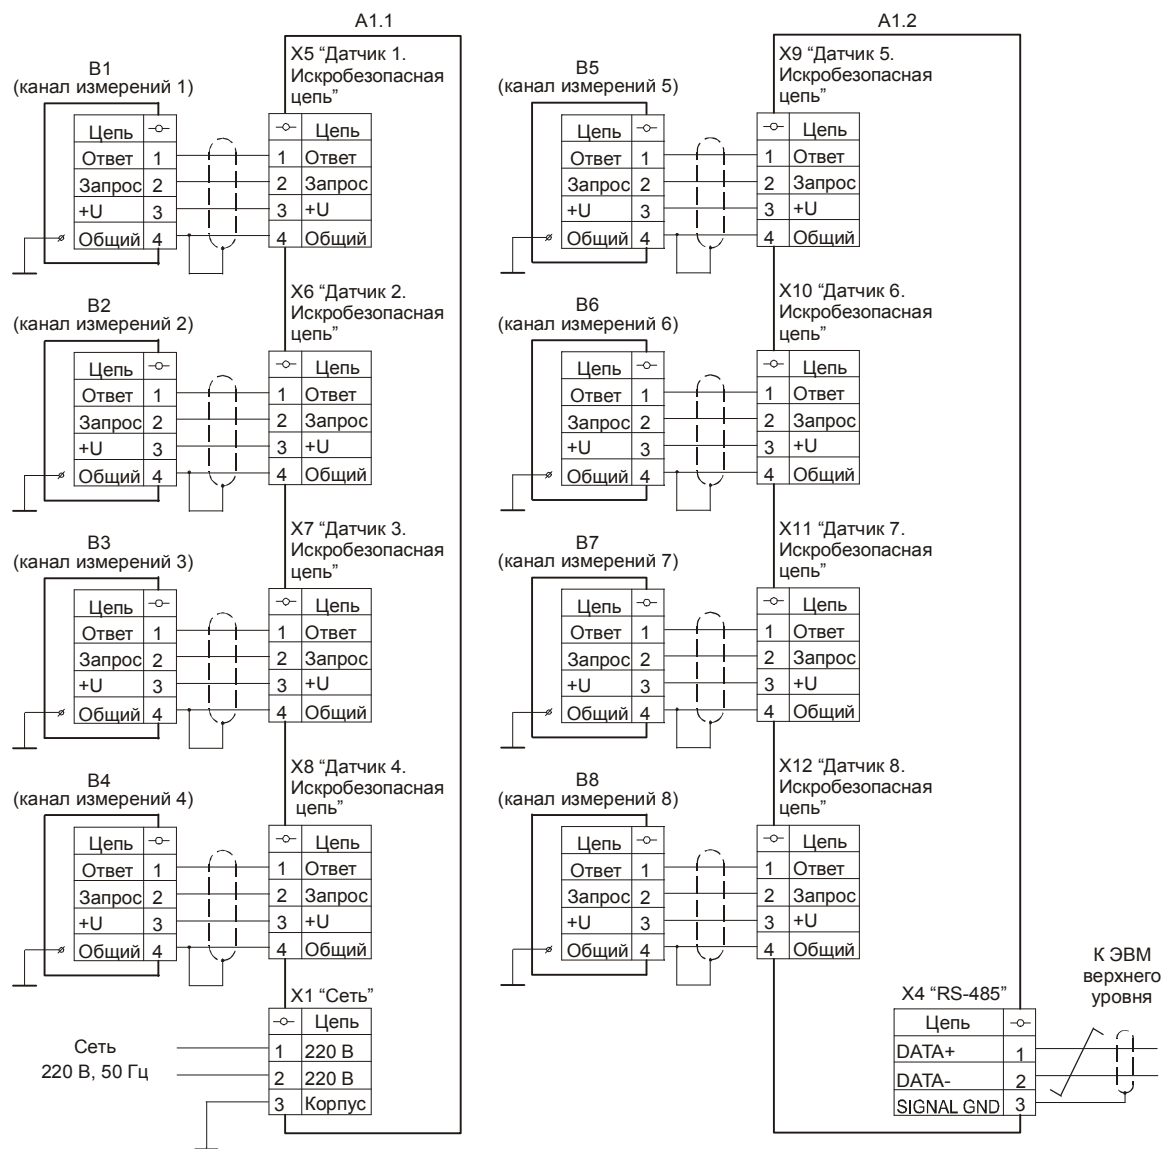 A1.1
X5 “Датчик 1.
Искробезопасная
цепь”
B1
(канал измерений 1)
Цепь
Ответ 1
Запрос 2
+U 3
Общий 4
Цепь
1 Ответ
2 Запрос
3 +U
4 Общий
X6 “Датчик 2.
Искробезопасная
цепь”
B2
(канал измерений 2)
Цепь
Ответ 1
Запрос 2
+U 3
Общий 4
Цепь
1 Ответ
2 Запрос
3 +U
4 Общий
X7 “Датчик 3.
Искробезопасная
цепь”
B3
(канал измерений 3)
Цепь
Ответ 1
Запрос 2
+U 3
Общий 4
Цепь
1 Ответ
2 Запрос
3 +U
4 Общий
X8 “Датчик 4.
Искробезопасная
цепь”
B4
(канал измерений 4)
Цепь
Ответ 1
Запрос 2
+U 3
Общий 4
Цепь
1 Ответ
2 Запрос
3 +U
4 Общий
X1 “Сеть”
Цепь
1 220 В
2 220 В
3 Корпус
Сеть
220 В, 50 Гц
A1.2
X9 “Датчик 5.
Искробезопасная
цепь”
B5
(канал измерений 5)
Цепь
Ответ 1
Запрос 2
+U 3
Общий 4
Цепь
1 Ответ
2 Запрос
3 +U
4 Общий
X10 “Датчик 6.
Искробезопасная
цепь”
B6
(канал измерений 6)
Цепь
Ответ 1
Запрос 2
+U 3
Общий 4
Цепь
1 Ответ
2 Запрос
3 +U
4 Общий
X11 “Датчик 7.
Искробезопасная
цепь”
B7
(канал измерений 7)
Цепь
Ответ 1
Запрос 2
+U 3
Общий 4
Цепь
1 Ответ
2 Запрос
3 +U
4 Общий
X12 “Датчик 8.
Искробезопасная
цепь”
B8
(канал измерений 8)
Цепь
Ответ 1
Запрос 2
+U 3
Общий 4
Цепь
1 Ответ
2 Запрос
3 +U
4 Общий
X4 “RS-485”
Цепь
DATA+ 1
DATA- 2
SIGNAL GND 3
К ЭВМ
верхнего
уровня